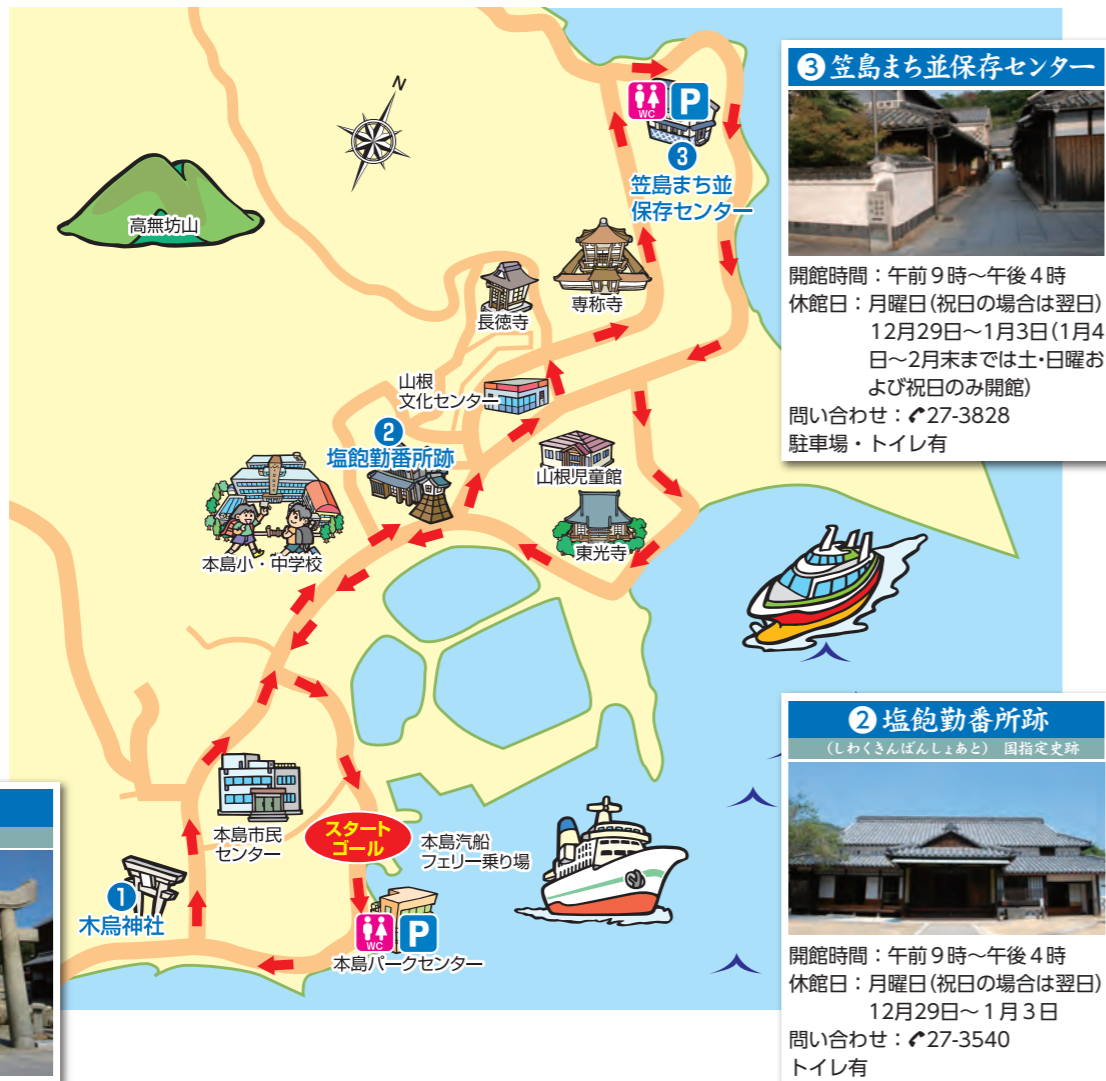 N
高無坊山
WC
P
3
笠島まち並
保存センター
専称寺
長徳寺
山根
文化センター
2
塩飽勤番所跡
山根児童館
本島小・中学校
東光寺
本島市民
センター
スタート
ゴール
本島汽船
フェリー乗り場
1
木烏神社
WC
P
本島パークセンター
3 笠島まち並保存センター
開館時間：午前9時～午後4時
休館日：月曜日(祝日の場合は翌日)
12月29日～1月3日(1月4
日～2月末までは土・日曜お
よび祝日のみ開館)
問い合わせ：27-3828
駐車場・トイレ有
2 塩飽勤番所跡
(しわくきんばんしょあと) 国指定史跡
開館時間：午前9時～午後4時
休館日：月曜日(祝日の場合は翌日)
12月29日～1月3日
問い合わせ：27-3540
トイレ有